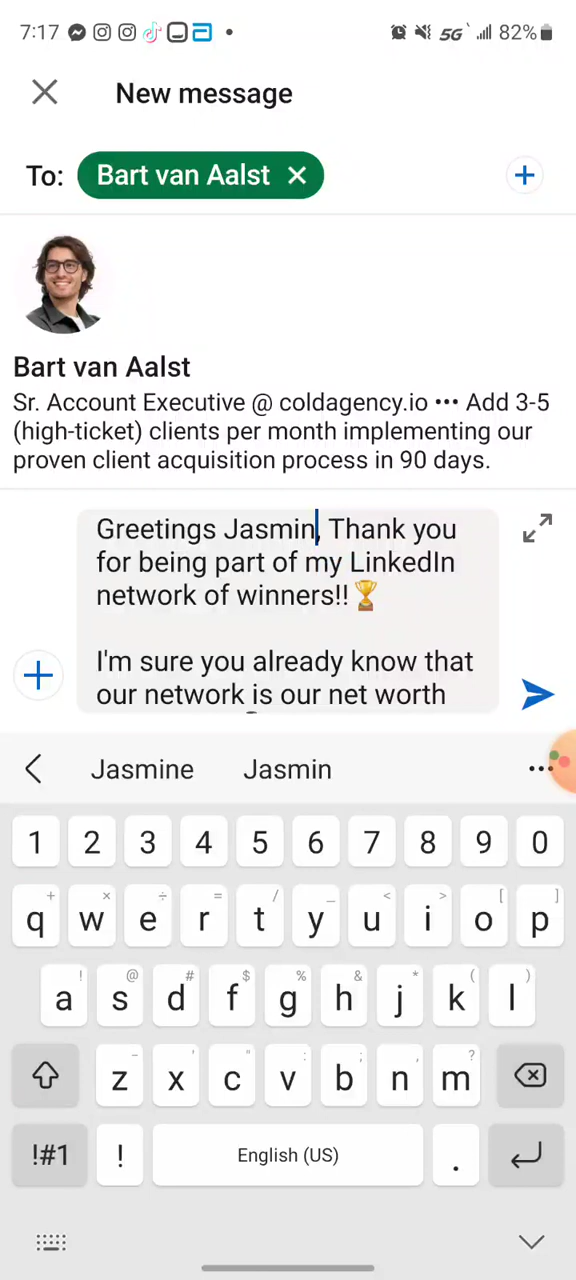 7:17 5G 82%
New message
To: Bart van Aalst
Bart van Aalst
Sr. Account Executive @ coldagency.io ••• Add 3-5
(high-ticket) clients per month implementing our
proven client acquisition process in 90 days.
Greetings Jasmin, Thank you
for being part of my LinkedIn
network of winners!! 🏆
I'm sure you already know that
our network is our net worth
Jasmine Jasmin
1 2 3 4 5 6 7 8 9 0
+ × ÷ = / _ < > [ ]
q w e r t y u i o p
! @ # $ % & * ( )
a s d f g h j k l
- ' " : ; , ?
z x c v b n m
!#1 ! English (US) .